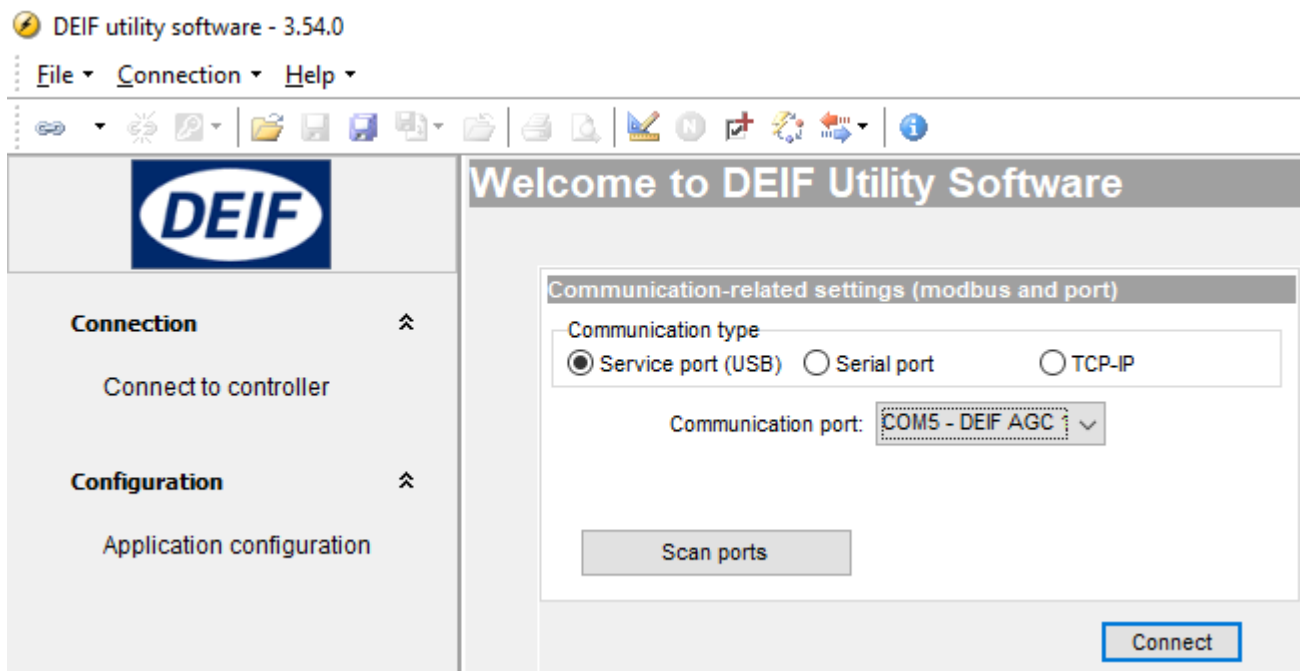 DEIF utility software - 3.54.0
File Connection Help
DEIF
Welcome to DEIF Utility Software
Connection
Connect to controller
Configuration
Application configuration
Communication-related settings (modbus and port)
Communication type
Service port (USB) Serial port TCP-IP
Communication port: COM5 - DEIF AGC 1
Scan ports
Connect